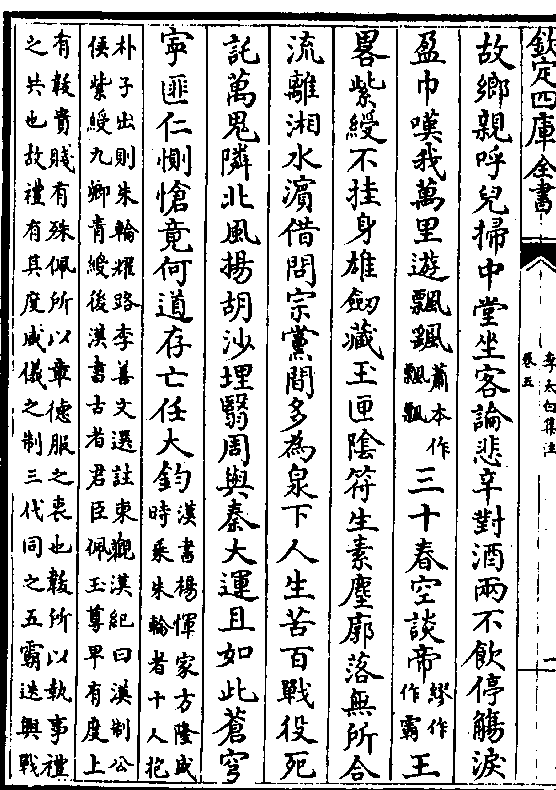 欽定四庫全書
李太白集注
卷五
二
故鄉親呼兒掃中堂坐客論悲辛對酒兩不飲停觴淚
盈巾嘆我萬里遊飄颻蕭本作飄飄三十春空談帝繆作作霸王
畧紫綬不挂身雄劒藏玉匣陰符生素塵廓落無所合
流離湘水濱借問宗黨間多為泉下人生苦百戰役死
託萬鬼隣北風揚胡沙埋翳周與秦大運且如此蒼穹
寜匪仁惻愴竟何道存亡任大鈞漢書楊惲家方隆盛
時乗朱輪者十人抱
朴子出則朱輪耀路李善文選註東觀漢紀曰漢制公
侯紫綬九卿青綬後漢書古者君臣佩玉尊卑有度上
有韍貴賤有殊佩所以章德服之衷也韍所以執事禮
之共也故禮有其度威儀之制三代同之五霸迭興戰